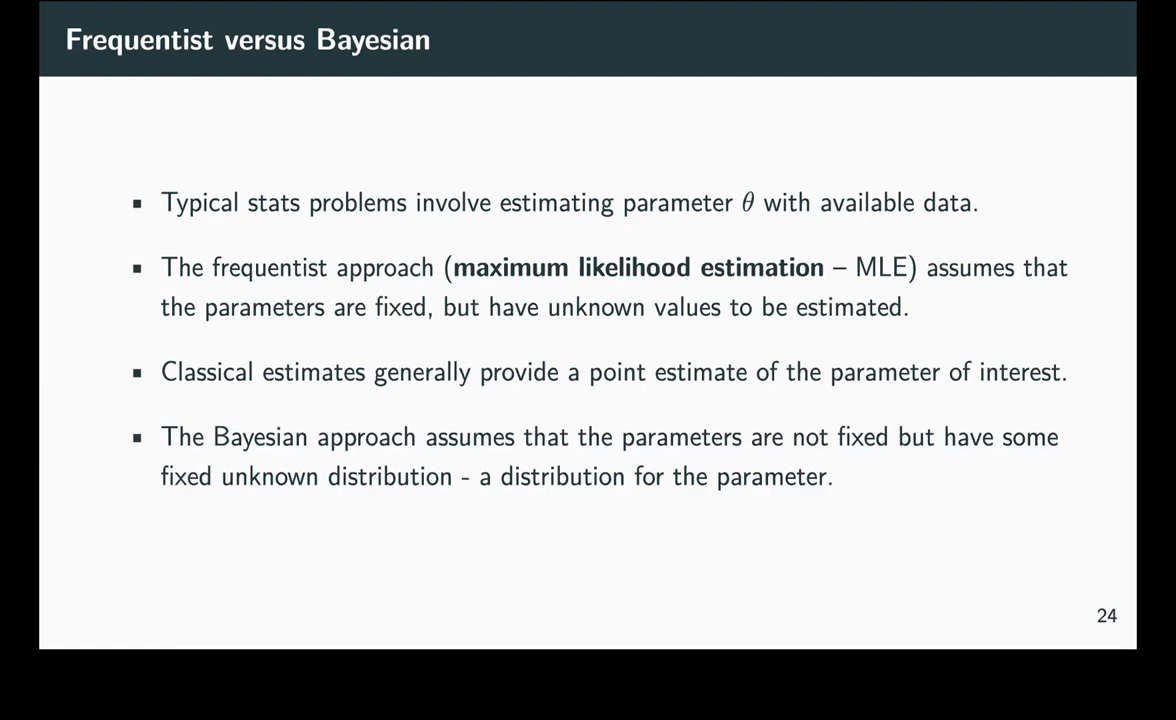 Frequentist versus Bayesian
▪ Typical stats problems involve estimating parameter θ with available data.
▪ The frequentist approach (maximum likelihood estimation – MLE) assumes that
the parameters are fixed, but have unknown values to be estimated.
▪ Classical estimates generally provide a point estimate of the parameter of interest.
▪ The Bayesian approach assumes that the parameters are not fixed but have some
fixed unknown distribution - a distribution for the parameter.
24